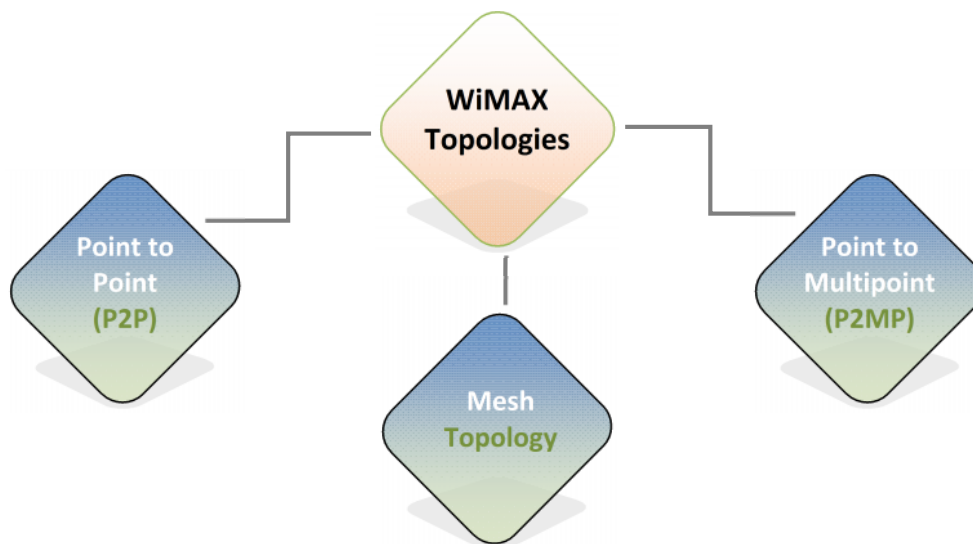 WiMAX
Topologies
Point to
Point
(P2P)
Mesh
Topology
Point to
Multipoint
(P2MP)